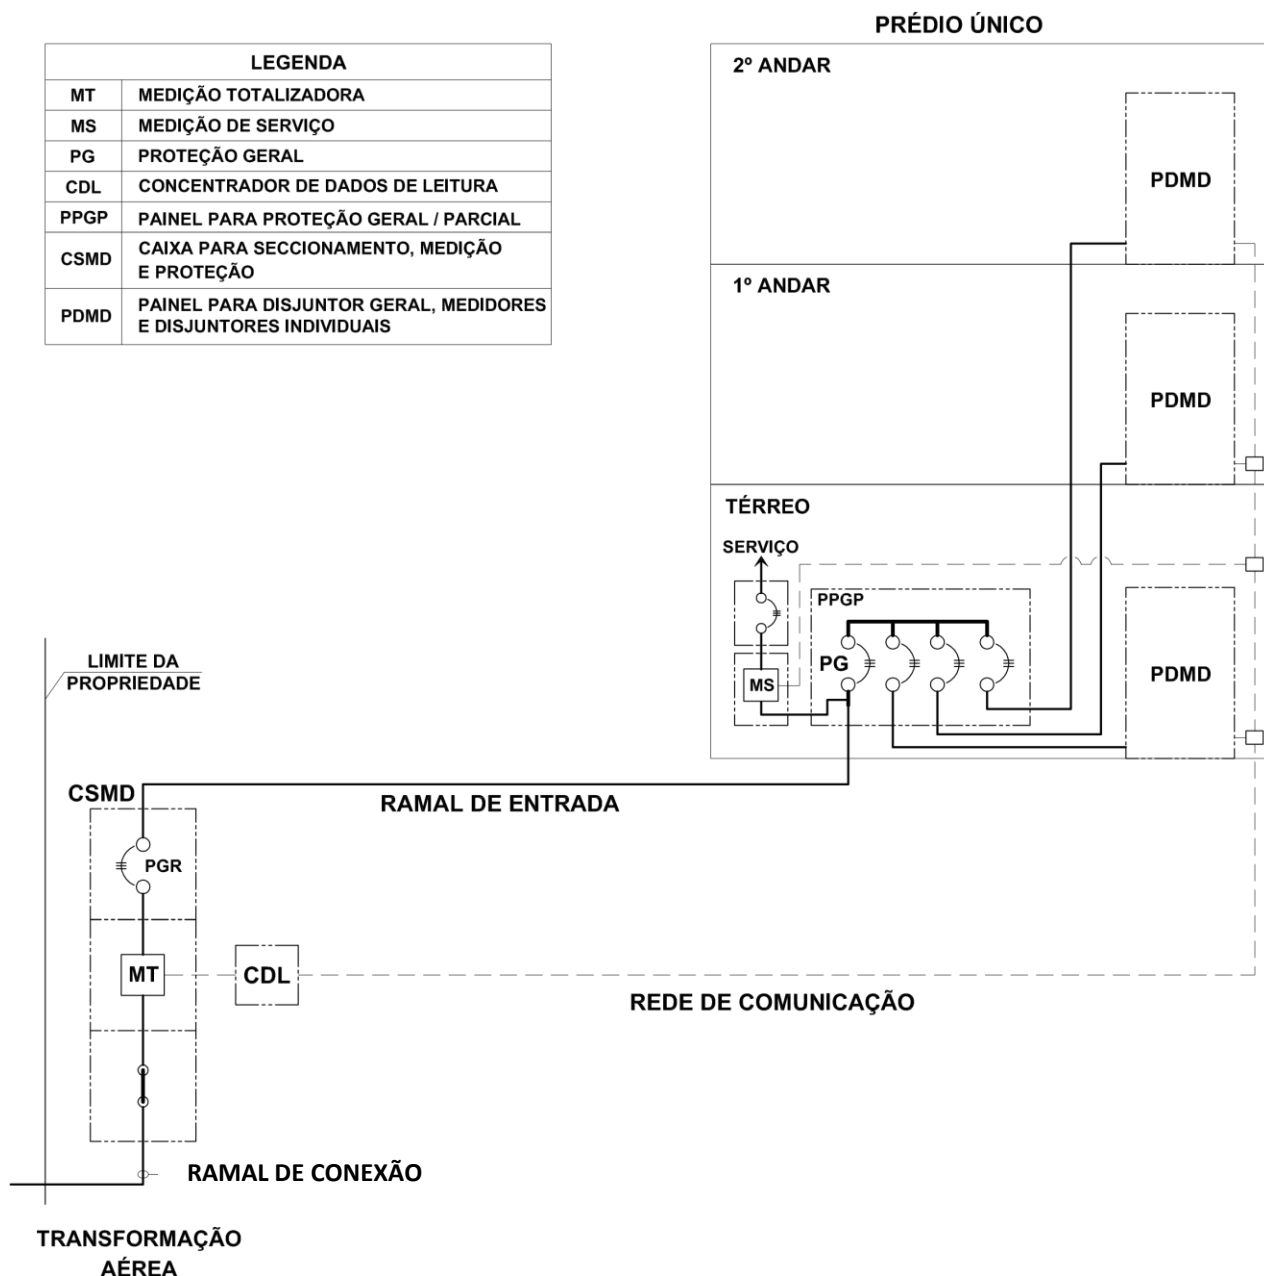 PRÉDIO ÚNICO
LEGENDA
MT MEDIÇÃO TOTALIZADORA
MS MEDIÇÃO DE SERVIÇO
PG PROTEÇÃO GERAL
CDL CONCENTRADOR DE DADOS DE LEITURA
PPGP PAINEL PARA PROTEÇÃO GERAL / PARCIAL
CSMD CAIXA PARA SECCIONAMENTO, MEDIÇÃO
E PROTEÇÃO
PDMD PAINEL PARA DISJUNTOR GERAL, MEDIDORES
E DISJUNTORES INDIVIDUAIS
2º ANDAR
PDMD
1º ANDAR
PDMD
TÉRREO
SERVIÇO
PPGP
PG
MS
PDMD
LIMITE DA
PROPRIEDADE
CSMD
RAMAL DE ENTRADA
PGR
MT
CDL
REDE DE COMUNICAÇÃO
RAMAL DE CONEXÃO
TRANSFORMAÇÃO
AÉREA